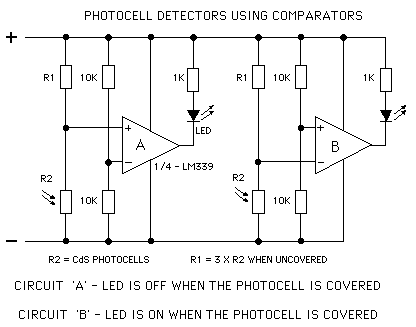 PHOTOCELL DETECTORS USING COMPARATORS
+
R1 10K 1K R1 10K 1K
+ A LED + B
− 1/4 - LM339 −
R2 10K R2 10K
−
R2 = CdS PHOTOCELLS R1 = 3 X R2 WHEN UNCOVERED
CIRCUIT 'A' - LED IS OFF WHEN THE PHOTOCELL IS COVERED
CIRCUIT 'B' - LED IS ON WHEN THE PHOTOCELL IS COVERED